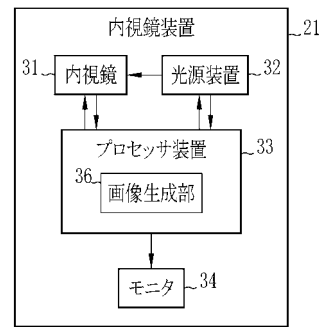 内視鏡装置
21
31
内視鏡
光源装置
32
プロセッサ装置
33
36
画像生成部
モニタ
34